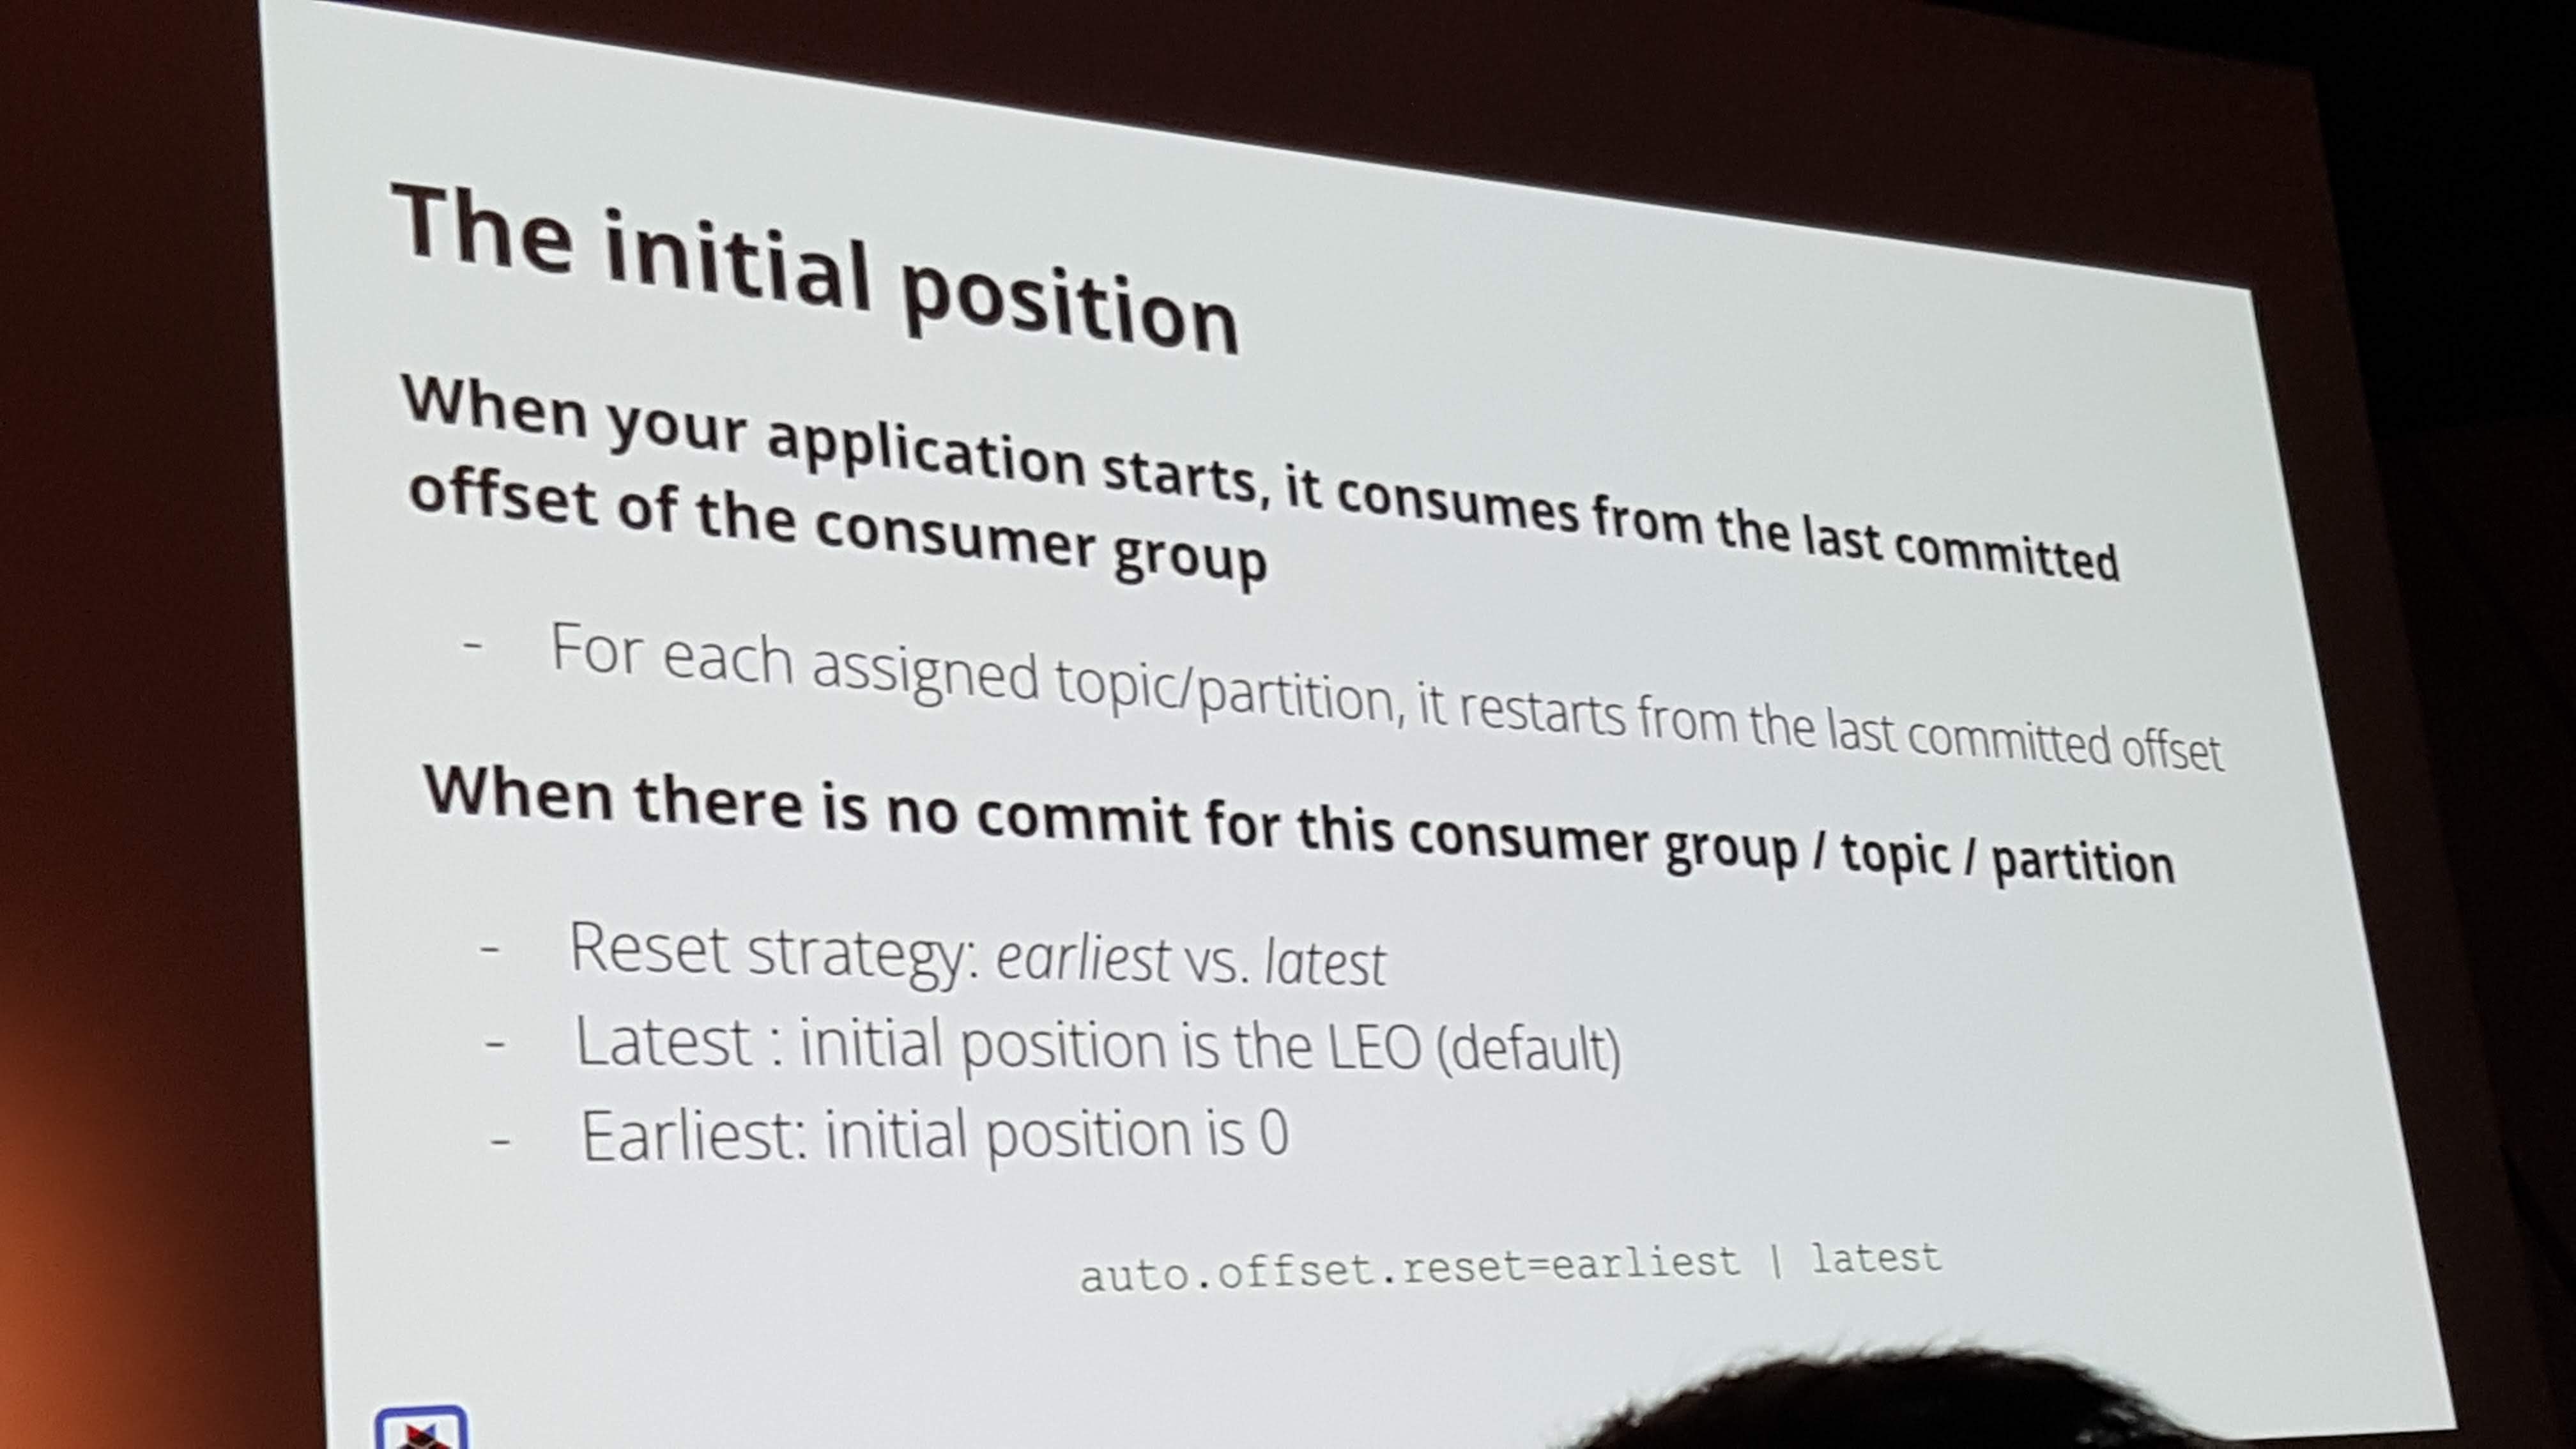 The initial position
When your application starts, it consumes from the last committed
offset of the consumer group
- For each assigned topic/partition, it restarts from the last committed offset
When there is no commit for this consumer group / topic / partition
- Reset strategy: earliest vs. latest
- Latest : initial position is the LEO (default)
- Earliest: initial position is 0
auto.offset.reset=earliest | latest